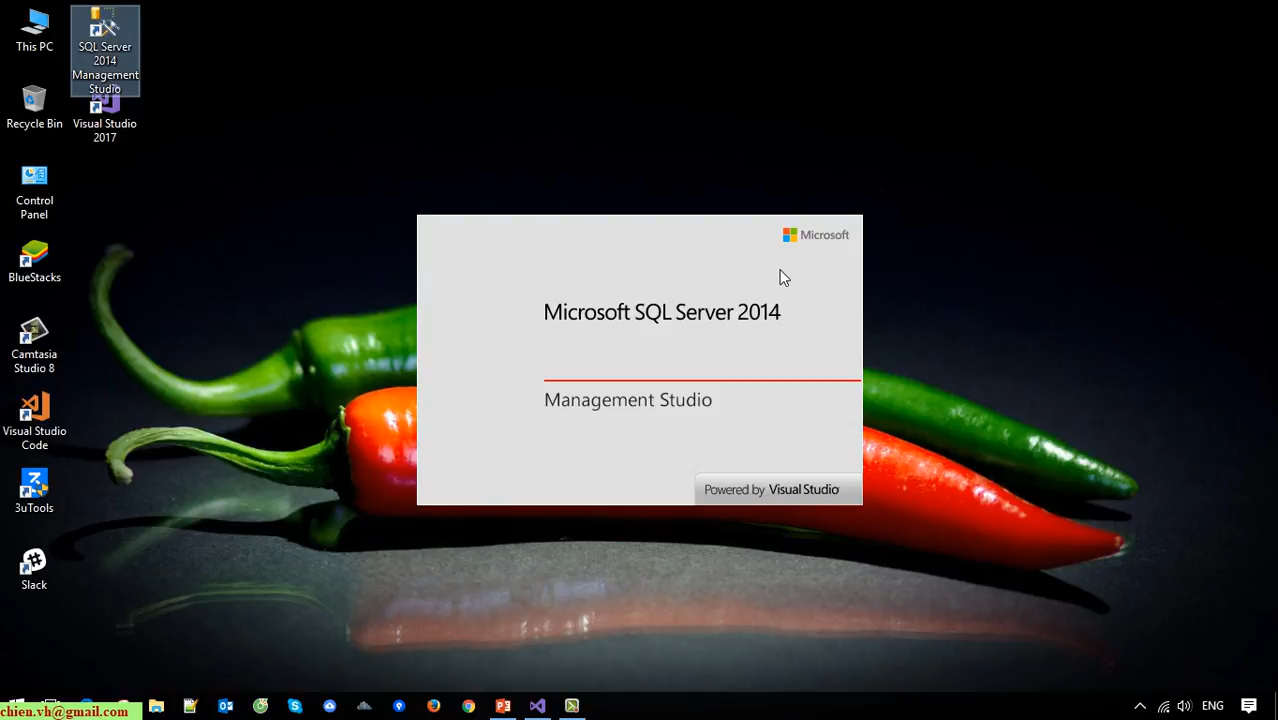 This PC
SQL Server
2014
Management
Studio
Recycle Bin
Visual Studio
2017
Control
Panel
BlueStacks
Camtasia
Studio 8
Visual Studio
Code
3uTools
Slack
Microsoft
Microsoft SQL Server 2014
Management Studio
Powered by Visual Studio
chien.vh@gmail.com
ENG